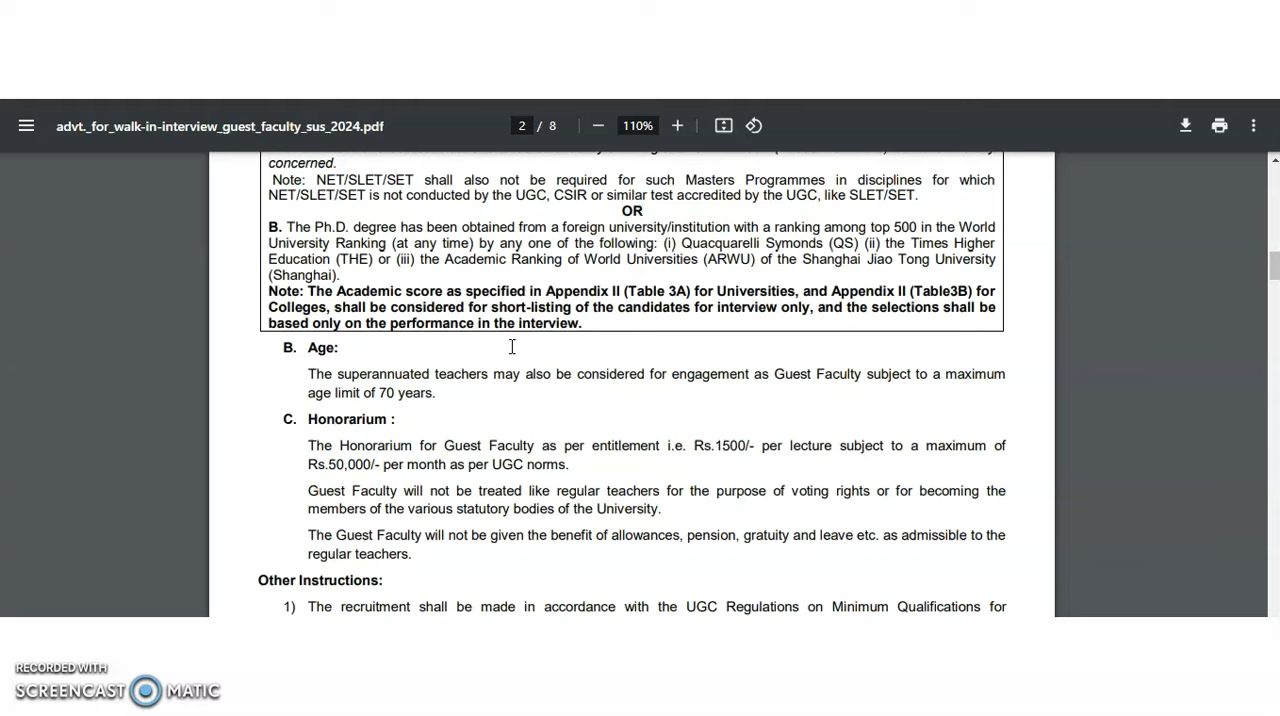 advt._for_walk-in-interview_guest_faculty_sus_2024.pdf
2 / 8
110%
concerned.
Note: NET/SLET/SET shall also not be required for such Masters Programmes in disciplines for which
NET/SLET/SET is not conducted by the UGC, CSIR or similar test accredited by the UGC, like SLET/SET.
OR
B. The Ph.D. degree has been obtained from a foreign university/institution with a ranking among top 500 in the World
University Ranking (at any time) by any one of the following: (i) Quacquarelli Symonds (QS) (ii) the Times Higher
Education (THE) or (iii) the Academic Ranking of World Universities (ARWU) of the Shanghai Jiao Tong University
(Shanghai).
Note: The Academic score as specified in Appendix II (Table 3A) for Universities, and Appendix II (Table3B) for
Colleges, shall be considered for short-listing of the candidates for interview only, and the selections shall be
based only on the performance in the interview.
B. Age:
The superannuated teachers may also be considered for engagement as Guest Faculty subject to a maximum
age limit of 70 years.
C. Honorarium :
The Honorarium for Guest Faculty as per entitlement i.e. Rs.1500/- per lecture subject to a maximum of
Rs.50,000/- per month as per UGC norms.
Guest Faculty will not be treated like regular teachers for the purpose of voting rights or for becoming the
members of the various statutory bodies of the University.
The Guest Faculty will not be given the benefit of allowances, pension, gratuity and leave etc. as admissible to the
regular teachers.
Other Instructions:
1) The recruitment shall be made in accordance with the UGC Regulations on Minimum Qualifications for
RECORDED WITH
SCREENCAST MATIC